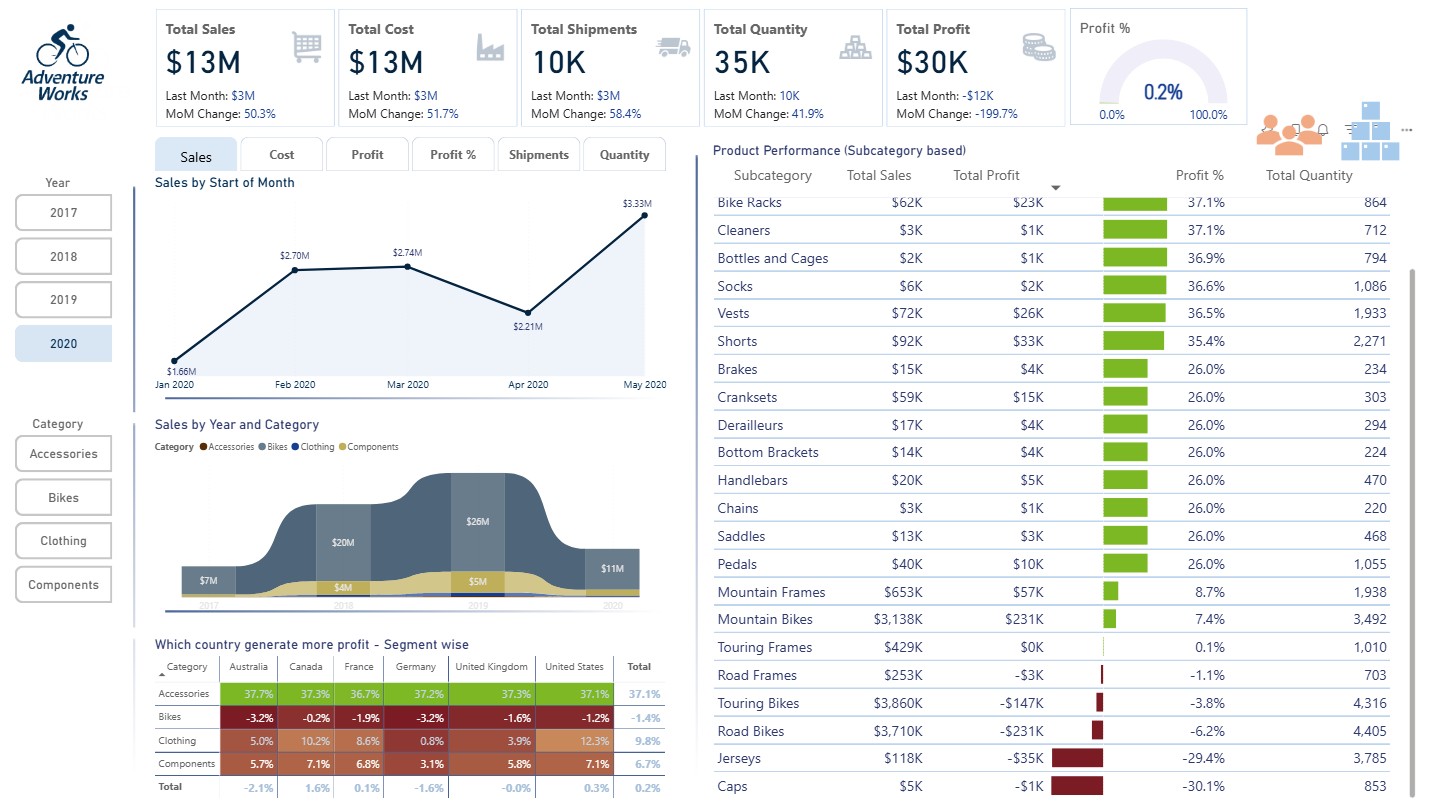 Adventure
Works
Total Sales
$13M
Last Month: $3M
MoM Change: 50.3%
Total Cost
$13M
Last Month: $3M
MoM Change: 51.7%
Total Shipments
10K
Last Month: $3M
MoM Change: 58.4%
Total Quantity
35K
Last Month: 10K
MoM Change: 41.9%
Total Profit
$30K
Last Month: -$12K
MoM Change: -199.7%
Profit %
0.2%
0.0% 100.0%
Year
2017
2018
2019
2020
Category
Accessories
Bikes
Clothing
Components
Sales Cost Profit Profit % Shipments Quantity
Sales by Start of Month
$3.33M
$2.70M $2.74M
$2.21M
$1.66M
Jan 2020 Feb 2020 Mar 2020 Apr 2020 May 2020
Sales by Year and Category
Category Accessories Bikes Clothing Components
$26M
$20M
$7M $4M $5M $11M
2017 2018 2019 2020
Which country generate more profit - Segment wise
Category Australia Canada France Germany United Kingdom United States Total
Accessories 37.7% 37.3% 36.7% 37.2% 37.3% 37.1% 37.1%
Bikes -3.2% -0.2% -1.9% -3.2% -1.6% -1.2% -1.4%
Clothing 5.0% 10.2% 8.6% 0.8% 3.9% 12.3% 9.8%
Components 5.7% 7.1% 6.8% 3.1% 5.8% 7.1% 6.7%
Total -2.1% 1.6% 0.1% -1.6% -0.0% 0.3% 0.2%
Product Performance (Subcategory based)
Subcategory Total Sales Total Profit Profit % Total Quantity
Bike Racks $62K $23K 37.1% 864
Cleaners $3K $1K 37.1% 712
Bottles and Cages $2K $1K 36.9% 794
Socks $6K $2K 36.6% 1,086
Vests $72K $26K 36.5% 1,933
Shorts $92K $33K 35.4% 2,271
Brakes $15K $4K 26.0% 234
Cranksets $59K $15K 26.0% 303
Derailleurs $17K $4K 26.0% 294
Bottom Brackets $14K $4K 26.0% 224
Handlebars $20K $5K 26.0% 470
Chains $3K $1K 26.0% 220
Saddles $13K $3K 26.0% 468
Pedals $40K $10K 26.0% 1,055
Mountain Frames $653K $57K 8.7% 1,938
Mountain Bikes $3,138K $231K 7.4% 3,492
Touring Frames $429K $0K 0.1% 1,010
Road Frames $253K -$3K -1.1% 703
Touring Bikes $3,860K -$147K -3.8% 4,316
Road Bikes $3,710K -$231K -6.2% 4,405
Jerseys $118K -$35K -29.4% 3,785
Caps $5K -$1K -30.1% 853